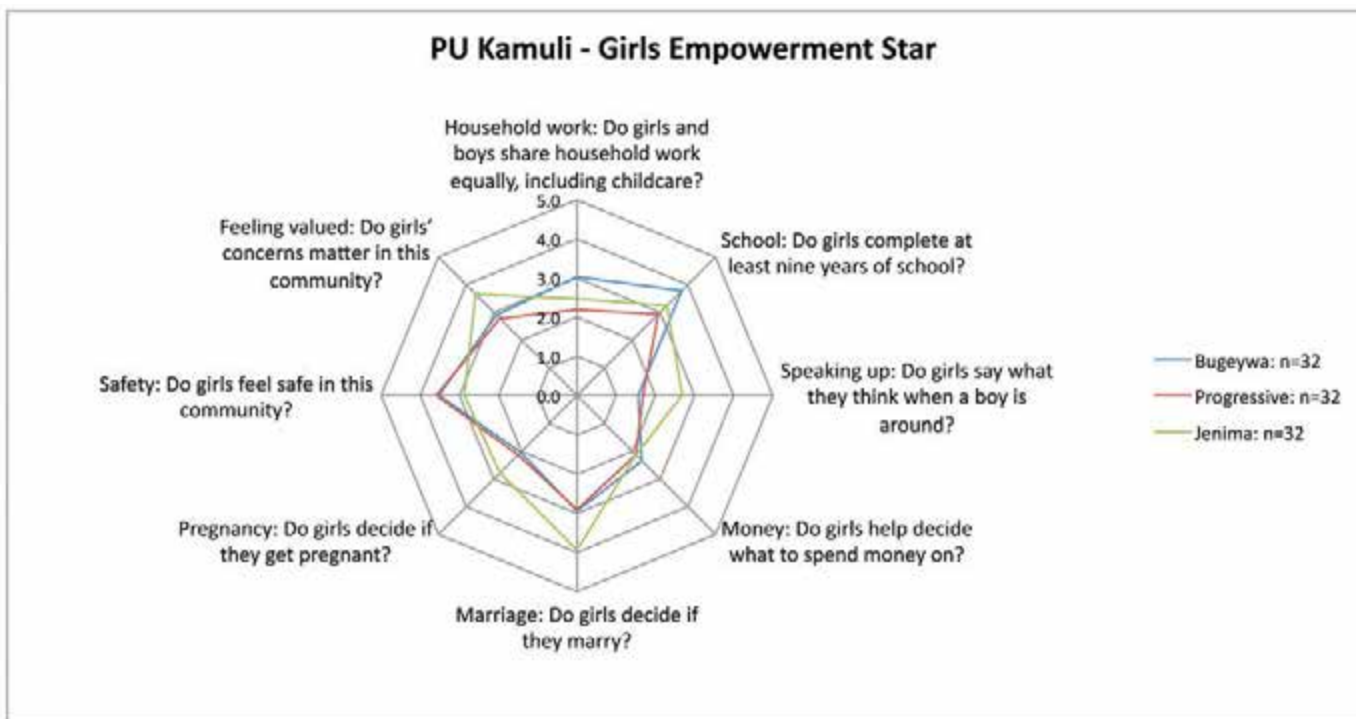 PU Kamuli - Girls Empowerment Star
Household work: Do girls and
boys share household work
equally, including childcare?
5.0
4.0
3.0
2.0
1.0
0.0
School: Do girls complete at
least nine years of school?
Speaking up: Do girls say what
they think when a boy is
around?
Money: Do girls help decide
what to spend money on?
Marriage: Do girls decide if
they marry?
Pregnancy: Do girls decide if
they get pregnant?
Safety: Do girls feel safe in this
community?
Feeling valued: Do girls'
concerns matter in this
community?
Bugeywa: n=32
Progressive: n=32
Jenima: n=32